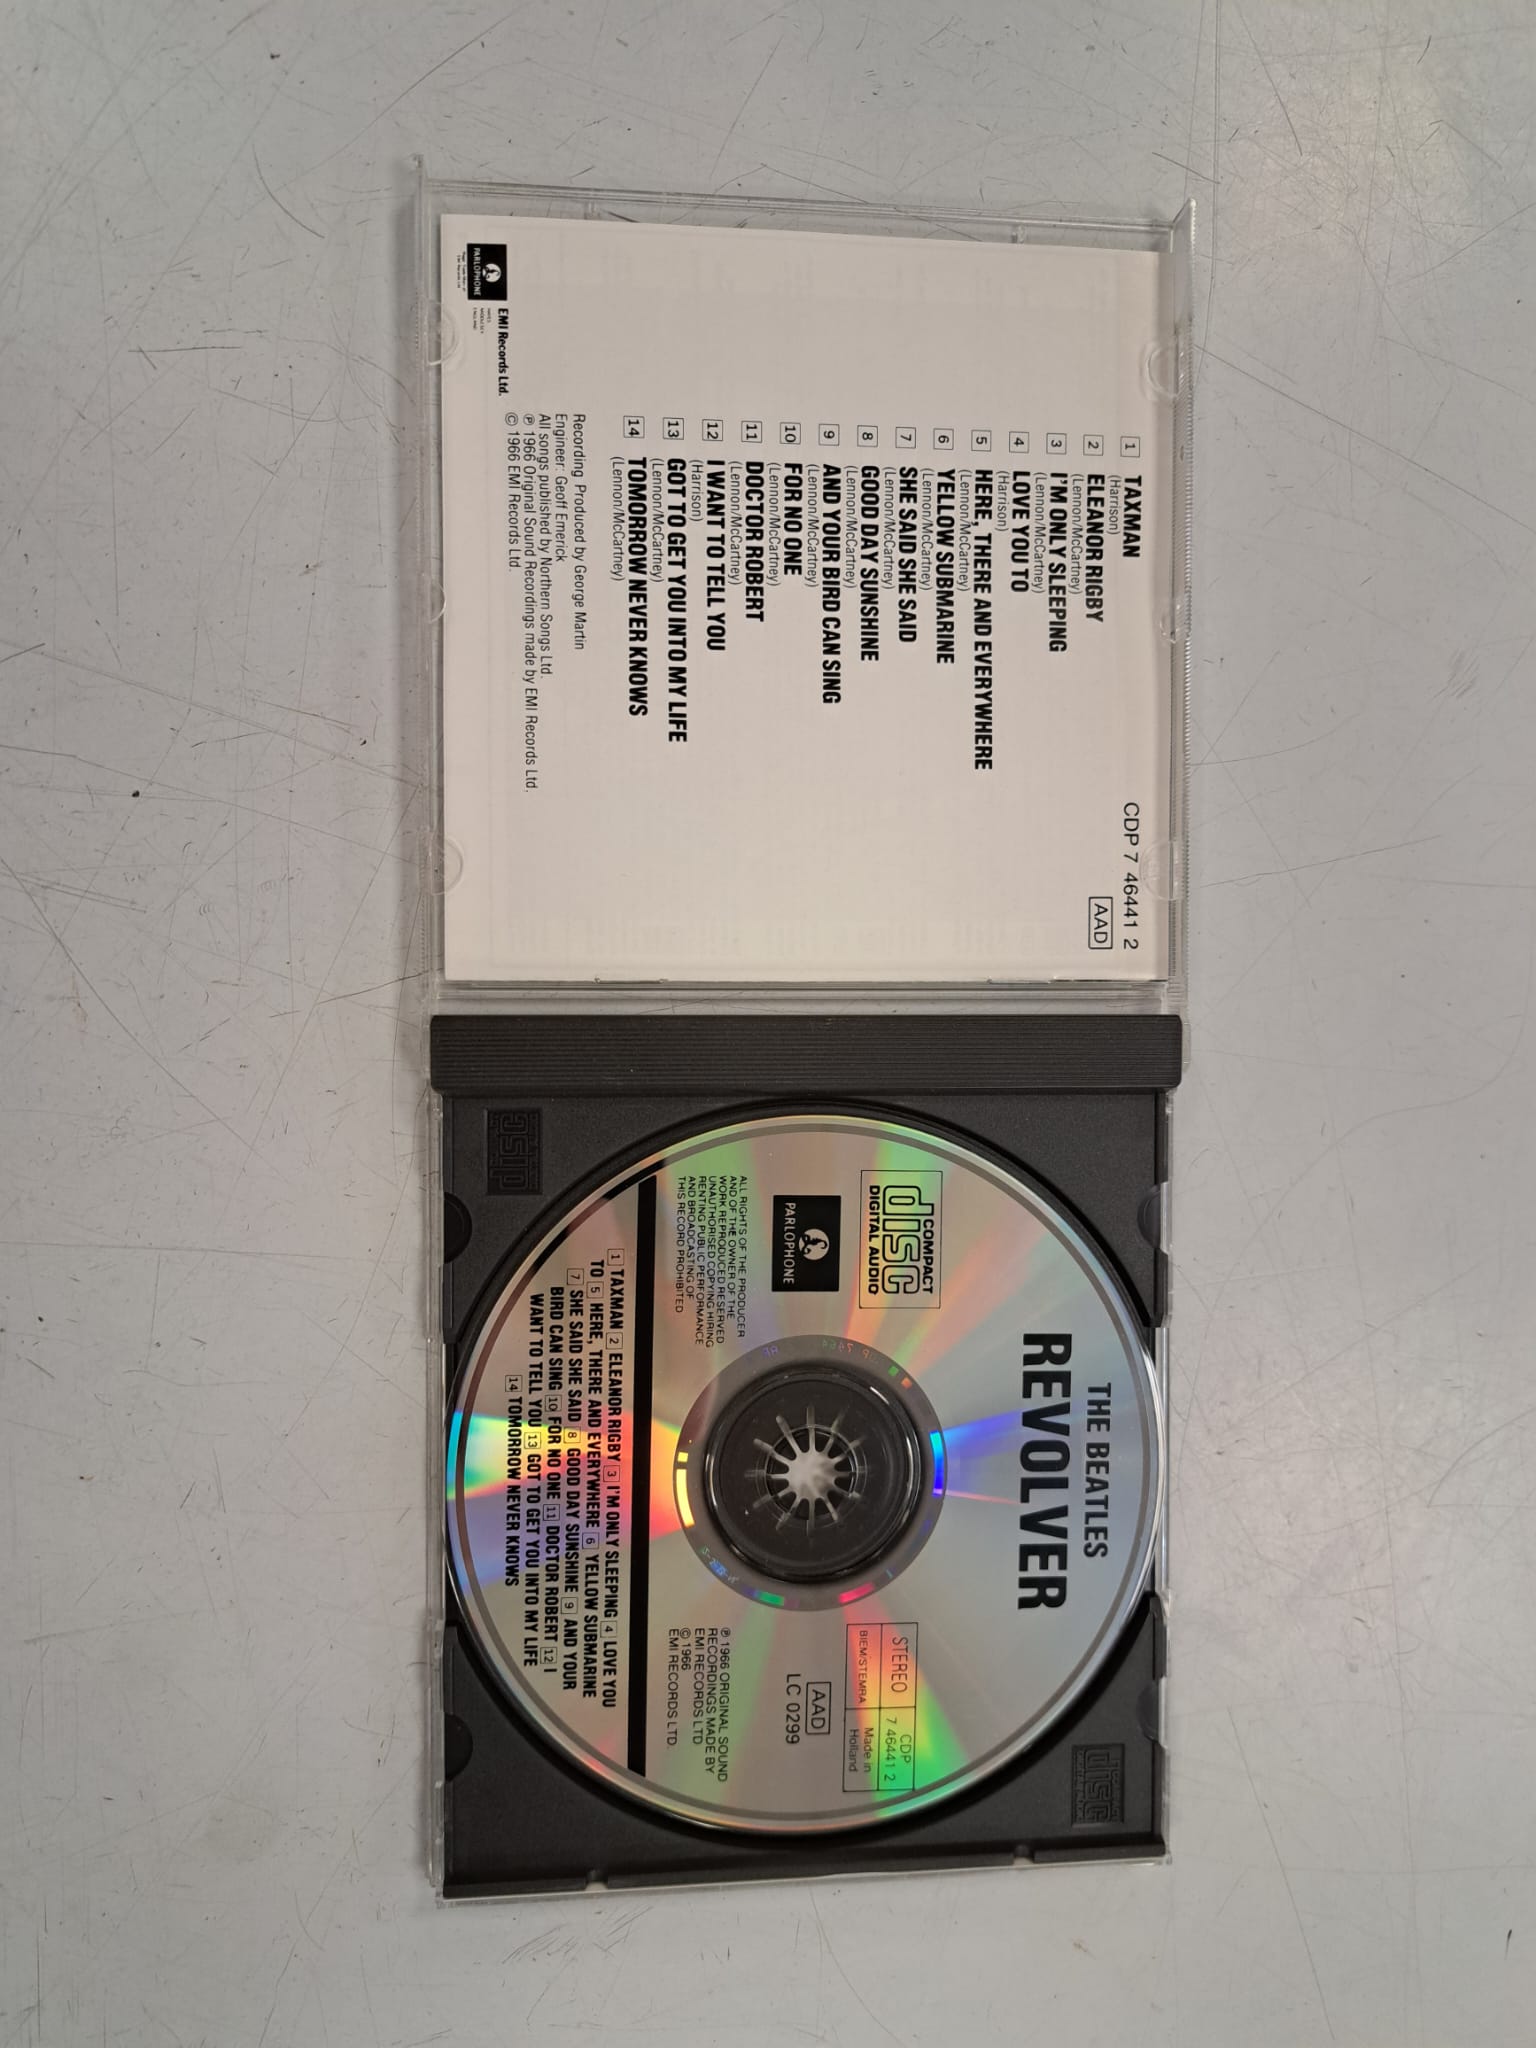 CDP 7 46441 2
AAD
1 TAXMAN
(Harrison)
2 ELEANOR RIGBY
(Lennon/McCartney)
3 I'M ONLY SLEEPING
(Lennon/McCartney)
4 LOVE YOU TO
(Harrison)
5 HERE, THERE AND EVERYWHERE
(Lennon/McCartney)
6 YELLOW SUBMARINE
(Lennon/McCartney)
7 SHE SAID SHE SAID
(Lennon/McCartney)
8 GOOD DAY SUNSHINE
(Lennon/McCartney)
9 AND YOUR BIRD CAN SING
(Lennon/McCartney)
10 FOR NO ONE
(Lennon/McCartney)
11 DOCTOR ROBERT
(Lennon/McCartney)
12 I WANT TO TELL YOU
(Harrison)
13 GOT TO GET YOU INTO MY LIFE
(Lennon/McCartney)
14 TOMORROW NEVER KNOWS
(Lennon/McCartney)
Recording Produced by George Martin
Engineer: Geoff Emerick
All songs published by Northern Songs Ltd.
℗ 1966 Original Sound Recordings made by EMI Records Ltd.
© 1966 EMI Records Ltd.
PARLOPHONE
EMI Records Ltd.
HAYES
MIDDLESEX
ENGLAND
THE BEATLES
REVOLVER
COMPACT
disc
DIGITAL AUDIO
STEREO
CDP
7 46441 2
BIEM/STEMRA
Made in
Holland
PARLOPHONE
AAD
LC 0299
ALL RIGHTS OF THE PRODUCER
AND OF THE OWNER OF THE
WORK REPRODUCED RESERVED
UNAUTHORISED COPYING HIRING
RENTING PUBLIC PERFORMANCE
AND BROADCASTING OF
THIS RECORD PROHIBITED
℗ 1966 ORIGINAL SOUND
RECORDINGS MADE BY
EMI RECORDS LTD
© 1966
EMI RECORDS LTD.
1 TAXMAN 2 ELEANOR RIGBY 3 I'M ONLY SLEEPING 4 LOVE YOU
TO 5 HERE, THERE AND EVERYWHERE 6 YELLOW SUBMARINE
7 SHE SAID SHE SAID 8 GOOD DAY SUNSHINE 9 AND YOUR
BIRD CAN SING 10 FOR NO ONE 11 DOCTOR ROBERT 12 I
WANT TO TELL YOU 13 GOT TO GET YOU INTO MY LIFE
14 TOMORROW NEVER KNOWS
disc
disc